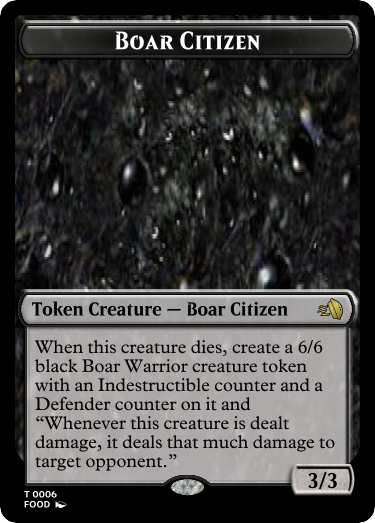 Boar Citizen
Token Creature — Boar Citizen
When this creature dies, create a 6/6
black Boar Warrior creature token
with an Indestructible counter and a
Defender counter on it and
“Whenever this creature is dealt
damage, it deals that much damage to
target opponent.”
3/3
T 0006
FOOD